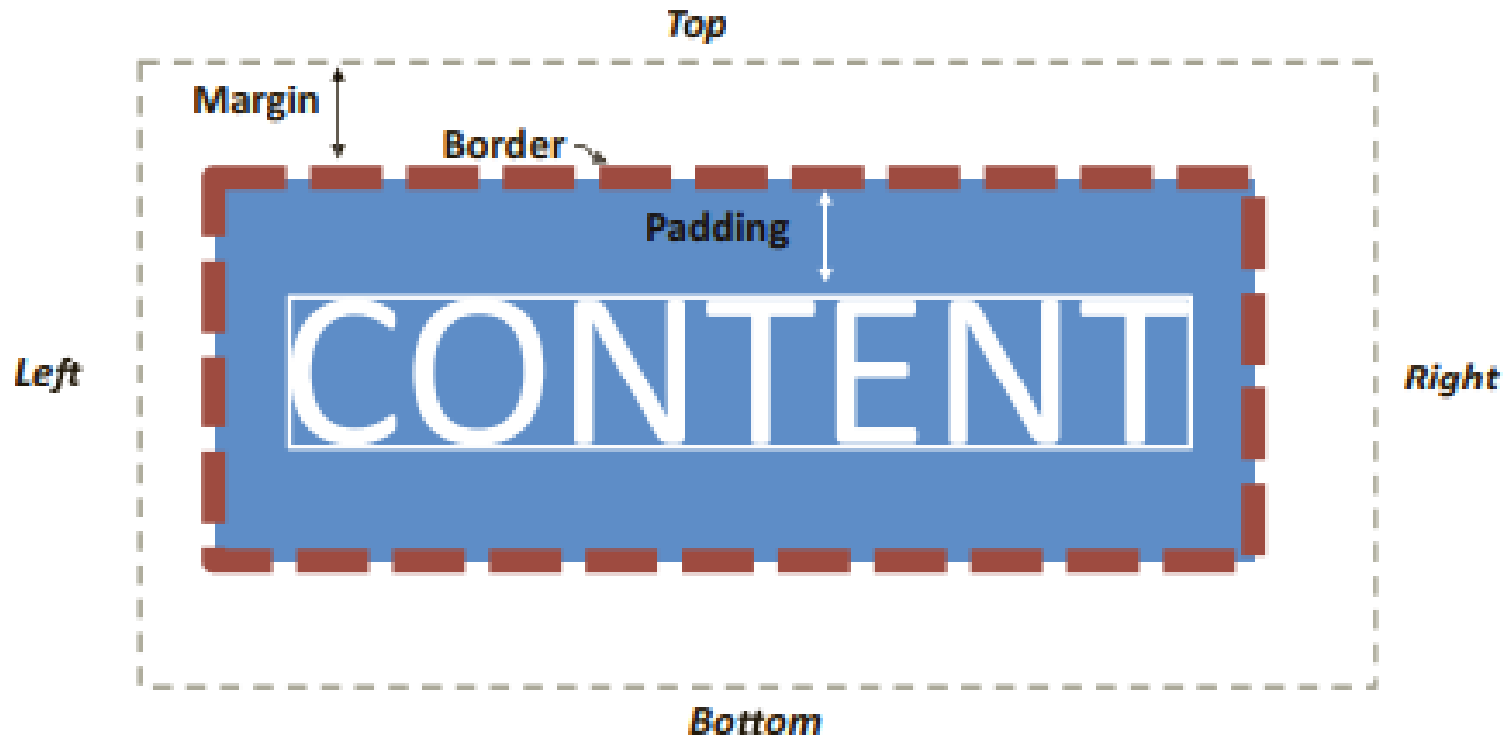 Top
Margin
Border
Padding
CONTENT
Left
Right
Bottom